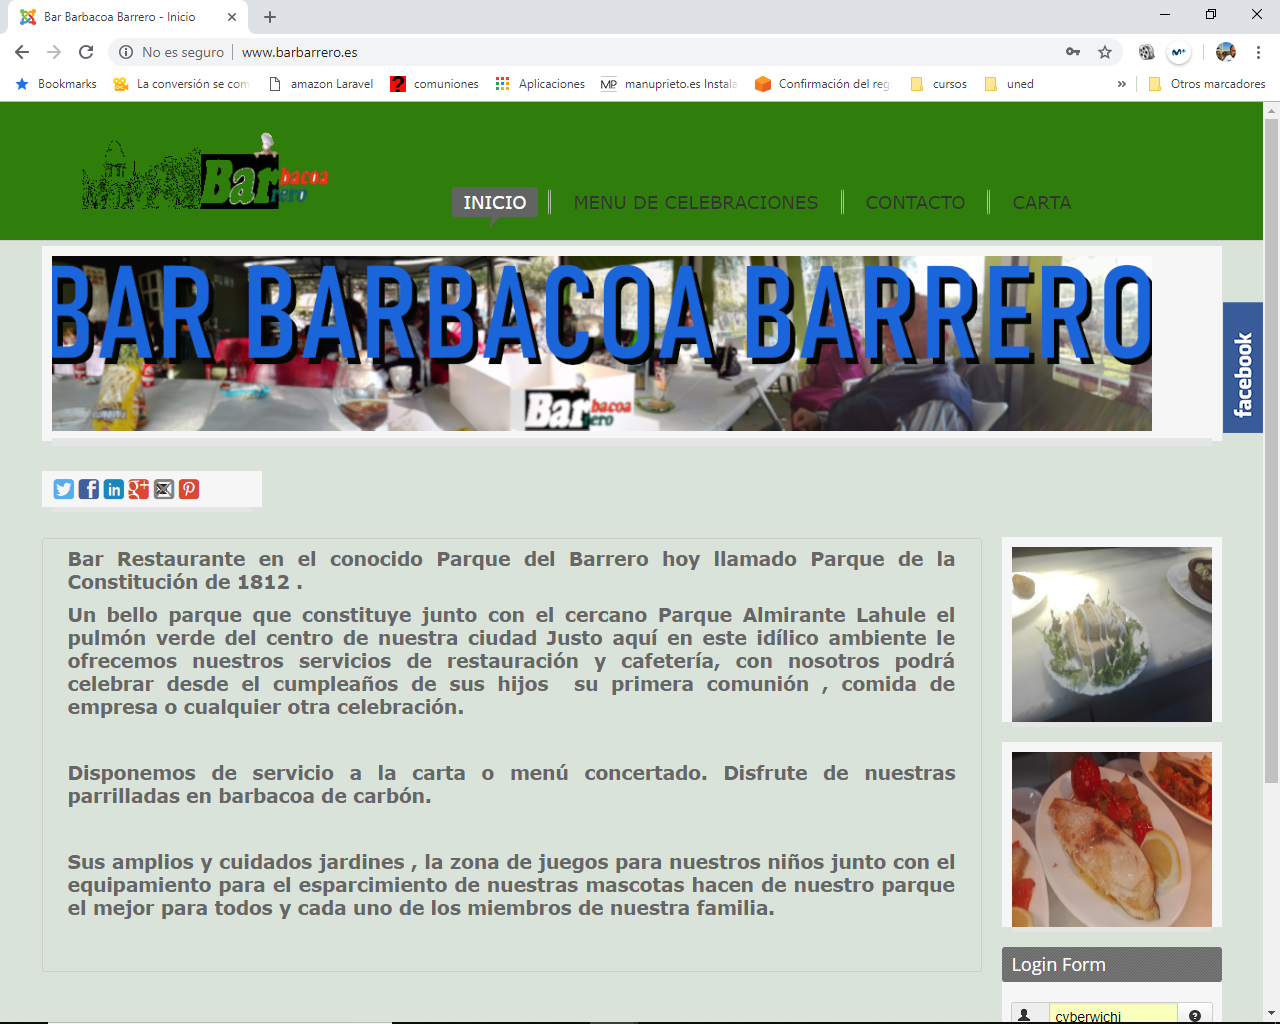 Bar Barbacoa Barrero - Inicio
No es seguro
www.barbarrero.es
Bookmarks
La conversión se com
amazon Laravel
comuniones
Aplicaciones
MP manuprieto.es Instala
Confirmación del reg
cursos
uned
»
Otros marcadores
Barbacoa
rrero
INICIO
MENU DE CELEBRACIONES
CONTACTO
CARTA
BAR BARBACOA BARRERO
Barbacoa
rrero
facebook
Bar Restaurante en el conocido Parque del Barrero hoy llamado Parque de la
Constitución de 1812 .
Un bello parque que constituye junto con el cercano Parque Almirante Lahule el
pulmón verde del centro de nuestra ciudad Justo aquí en este idílico ambiente le
ofrecemos nuestros servicios de restauración y cafetería, con nosotros podrá
celebrar desde el cumpleaños de sus hijos su primera comunión , comida de
empresa o cualquier otra celebración.
Disponemos de servicio a la carta o menú concertado. Disfrute de nuestras
parrilladas en barbacoa de carbón.
Sus amplios y cuidados jardines , la zona de juegos para nuestros niños junto con el
equipamiento para el esparcimiento de nuestras mascotas hacen de nuestro parque
el mejor para todos y cada uno de los miembros de nuestra familia.
Login Form
cyberwichi